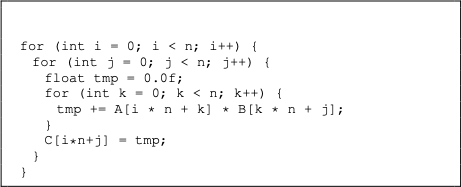 for (int i = 0; i < n; i++) {
  for (int j = 0; j < n; j++) {
    float tmp = 0.0f;
    for (int k = 0; k < n; k++) {
      tmp += A[i * n + k] * B[k * n + j];
    }
    C[i*n+j] = tmp;
  }
}